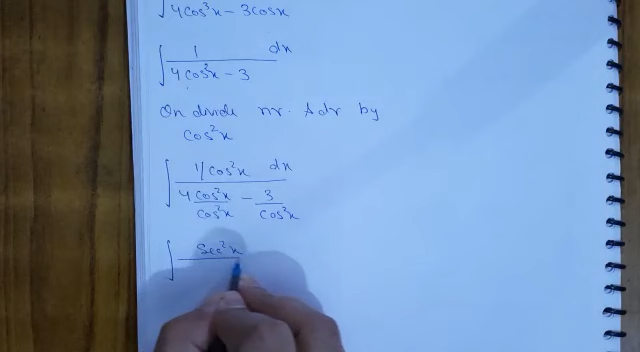 ∫ 4cos³x − 3cosx
∫ 1/(4cos²x − 3) dx
On divide nr. & dr by
cos²x
∫ (1/cos²x dx)/(4cos²x/cos²x − 3/cos²x)
∫ sec²x